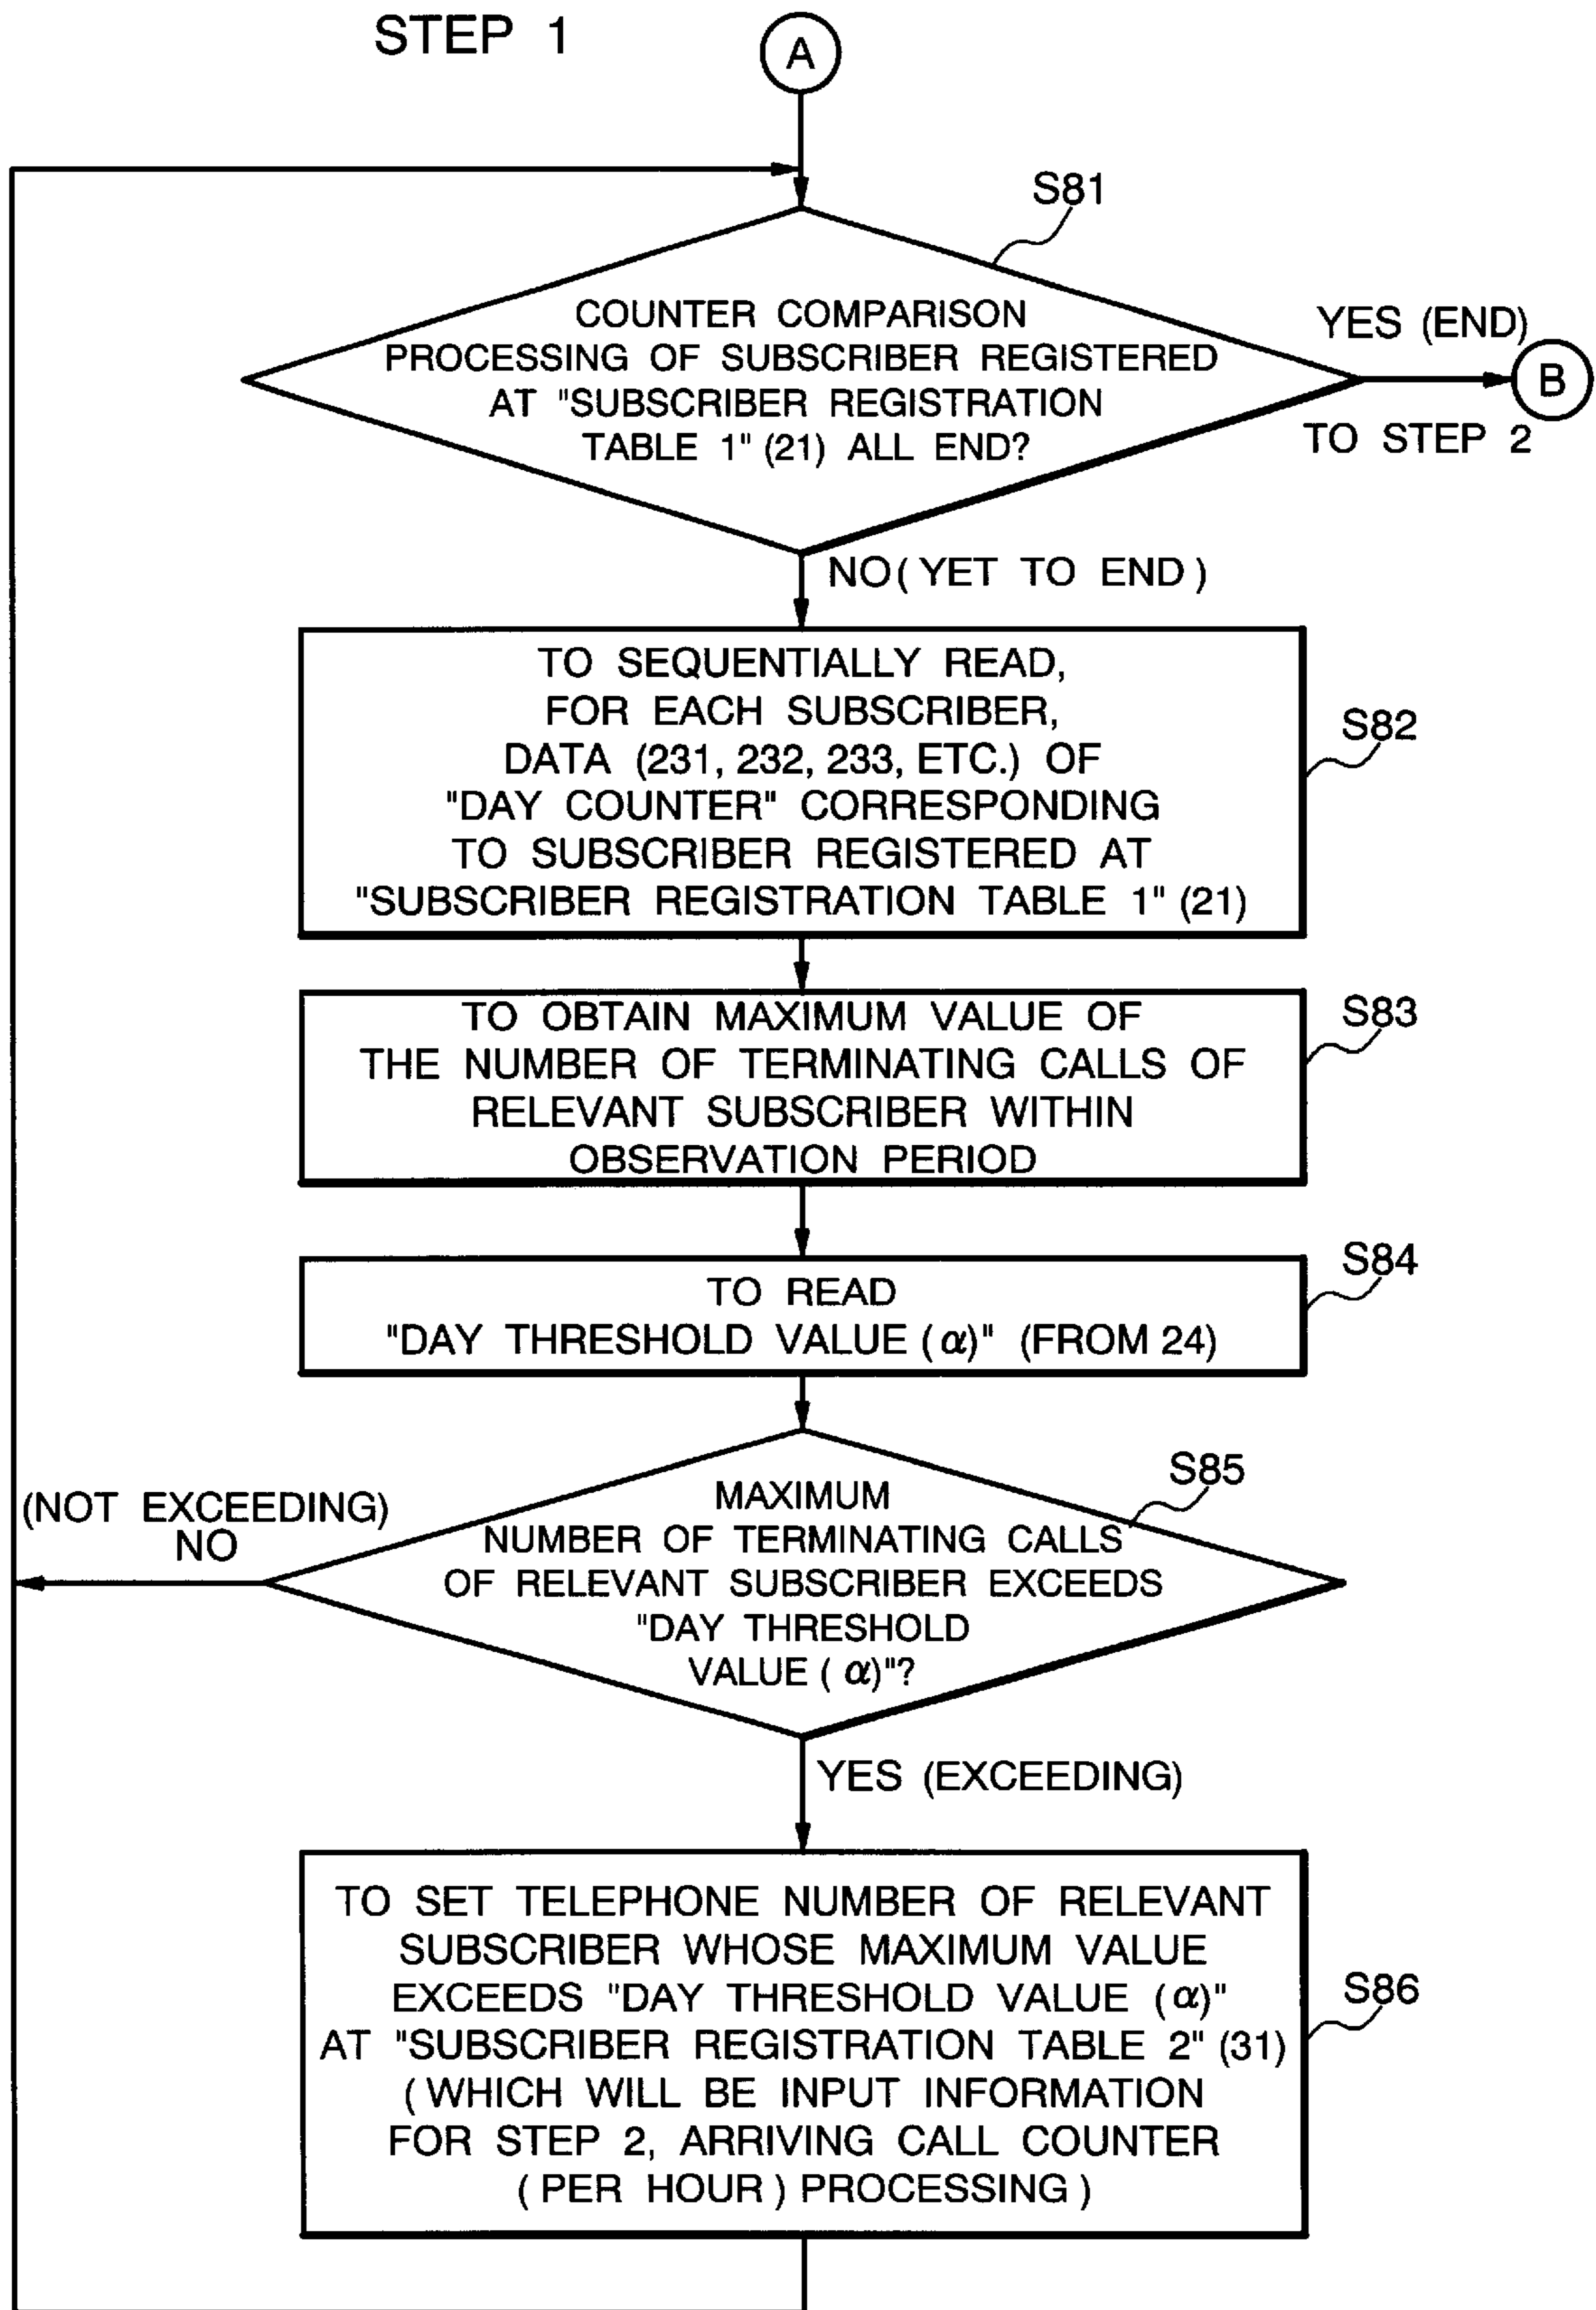 STEP 1
A
S81
COUNTER COMPARISON
PROCESSING OF SUBSCRIBER REGISTERED
AT "SUBSCRIBER REGISTRATION
TABLE 1" (21) ALL END?
YES (END)
B
TO STEP 2
NO( YET TO END )
TO SEQUENTIALLY READ,
FOR EACH SUBSCRIBER,
DATA (231, 232, 233, ETC.) OF
"DAY COUNTER" CORRESPONDING
TO SUBSCRIBER REGISTERED AT
"SUBSCRIBER REGISTRATION TABLE 1" (21)
S82
TO OBTAIN MAXIMUM VALUE OF
THE NUMBER OF TERMINATING CALLS OF
RELEVANT SUBSCRIBER WITHIN
OBSERVATION PERIOD
S83
TO READ
"DAY THRESHOLD VALUE ( α)" (FROM 24)
S84
MAXIMUM
NUMBER OF TERMINATING CALLS
OF RELEVANT SUBSCRIBER EXCEEDS
"DAY THRESHOLD
VALUE ( α)"?
S85
(NOT EXCEEDING)
NO
YES (EXCEEDING)
TO SET TELEPHONE NUMBER OF RELEVANT
SUBSCRIBER WHOSE MAXIMUM VALUE
EXCEEDS "DAY THRESHOLD VALUE (α)"
AT "SUBSCRIBER REGISTRATION TABLE 2" (31)
( WHICH WILL BE INPUT INFORMATION
FOR STEP 2, ARRIVING CALL COUNTER
( PER HOUR ) PROCESSING )
S86